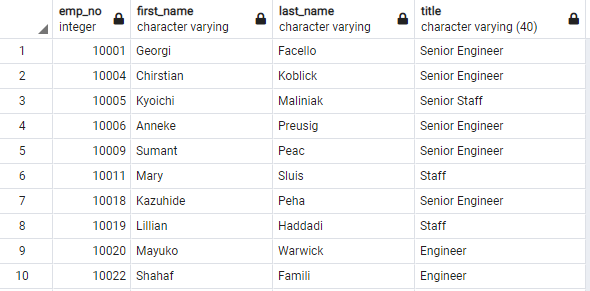 emp_no first_name last_name title
integer character varying character varying character varying (40)
1 10001 Georgi Facello Senior Engineer
2 10004 Chirstian Koblick Senior Engineer
3 10005 Kyoichi Maliniak Senior Staff
4 10006 Anneke Preusig Senior Engineer
5 10009 Sumant Peac Senior Engineer
6 10011 Mary Sluis Staff
7 10018 Kazuhide Peha Senior Engineer
8 10019 Lillian Haddadi Staff
9 10020 Mayuko Warwick Engineer
10 10022 Shahaf Famili Engineer